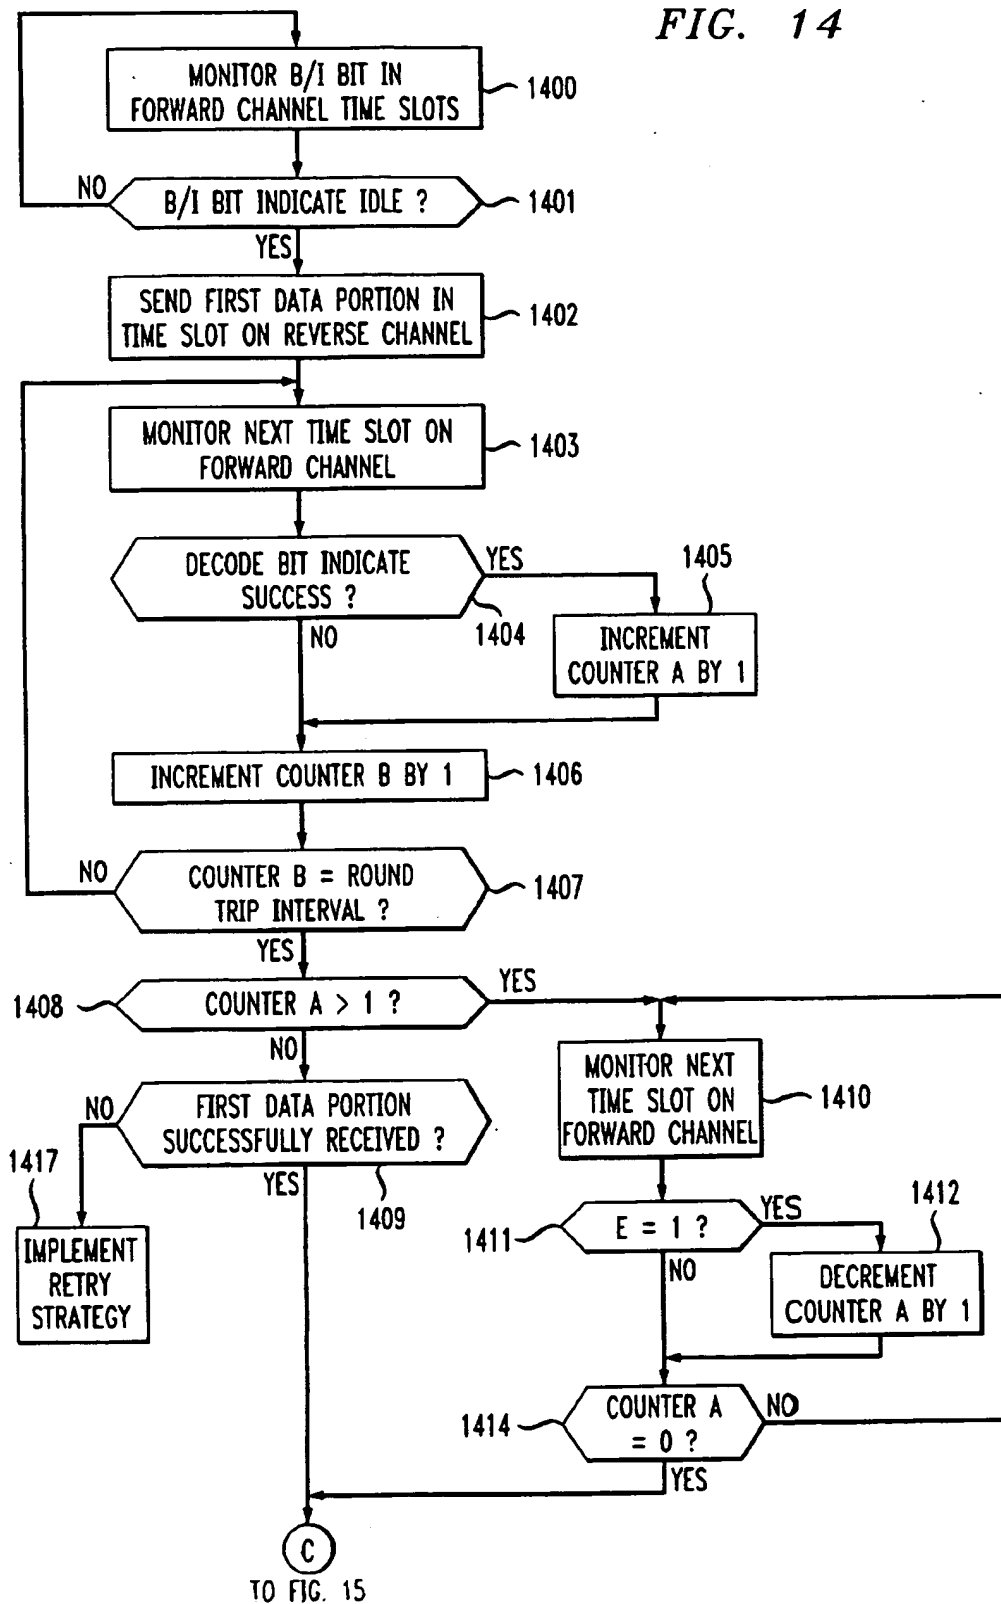 FIG. 14
MONITOR B/I BIT IN
FORWARD CHANNEL TIME SLOTS
1400
NO
B/I BIT INDICATE IDLE ?
1401
YES
SEND FIRST DATA PORTION IN
TIME SLOT ON REVERSE CHANNEL
1402
MONITOR NEXT TIME SLOT ON
FORWARD CHANNEL
1403
DECODE BIT INDICATE
SUCCESS ?
YES
1404
NO
1405
INCREMENT
COUNTER A BY 1
INCREMENT COUNTER B BY 1
1406
NO
COUNTER B = ROUND
TRIP INTERVAL ?
1407
YES
1408
COUNTER A > 1 ?
YES
NO
MONITOR NEXT
TIME SLOT ON
FORWARD CHANNEL
1410
NO
FIRST DATA PORTION
SUCCESSFULLY RECEIVED ?
1409
YES
1417
IMPLEMENT
RETRY
STRATEGY
1411
E = 1 ?
YES
NO
1412
DECREMENT
COUNTER A BY 1
1414
COUNTER A
= 0 ?
NO
YES
C
TO FIG. 15